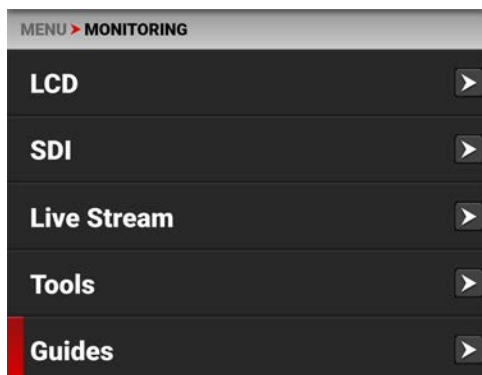 MENU ➤ MONITORING
LCD
SDI
Live Stream
Tools
Guides